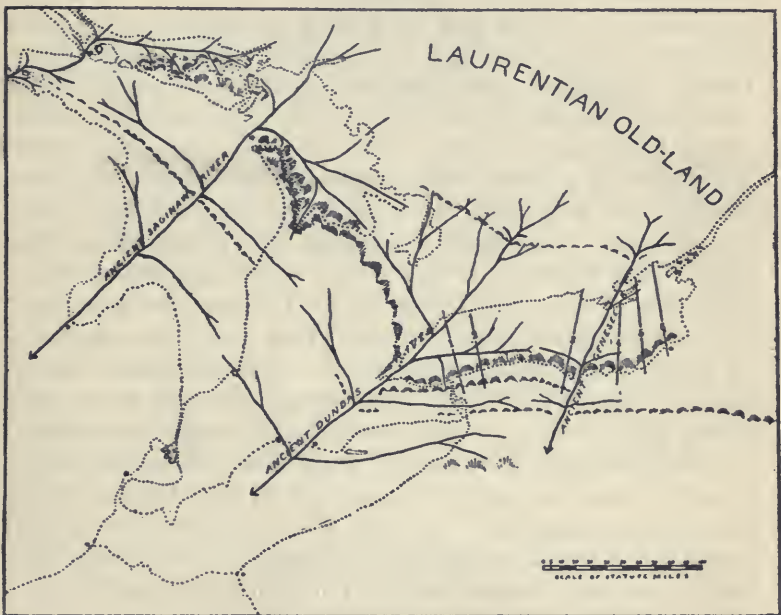 LAURENTIAN OLD-LAND
ANCIENT SAGINAW RIVER
ANCIENT DUNDAS RIVER
ANCIENT GENESEE
SCALE OF STATUTE MILES